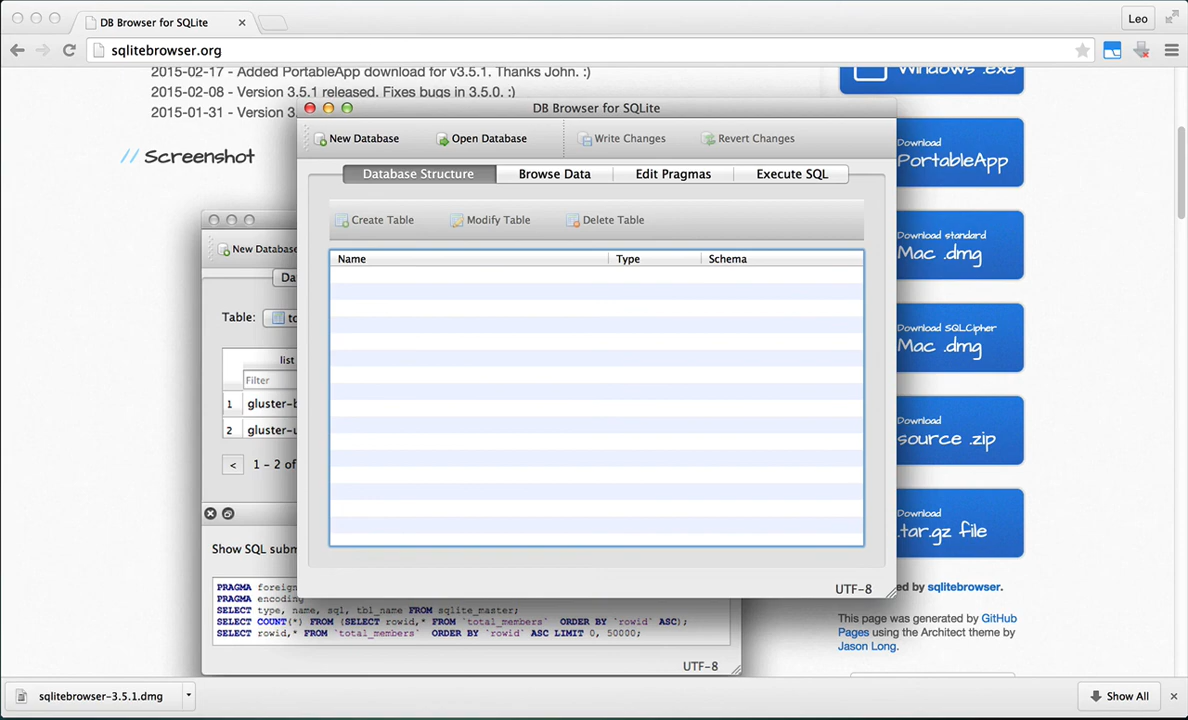 DB Browser for SQLite
Leo
sqlitebrowser.org
2015-02-17 - Added PortableApp download for v3.5.1. Thanks John. :)
2015-02-08 - Version 3.5.1 released. Fixes bugs in 3.5.0. :)
2015-01-31 - Version 3
// Screenshot
Windows .exe
Download
PortableApp
Download standard
Mac .dmg
Download SQLCipher
Mac .dmg
Download
source .zip
Download
.tar.gz file
DB Browser for SQLite
New Database
Open Database
Write Changes
Revert Changes
Database Structure
Browse Data
Edit Pragmas
Execute SQL
Create Table
Modify Table
Delete Table
Name
Type
Schema
UTF-8
New Database
Da
Table:
to
list
Filter
1
gluster-b
2
gluster-u
<
1 - 2 of
Show SQL subm
PRAGMA foreign
PRAGMA encoding
SELECT type, name, sql, tbl_name FROM sqlite_master;
SELECT COUNT(*) FROM (SELECT rowid,* FROM `total_members` ORDER BY `rowid` ASC);
SELECT rowid,* FROM `total_members` ORDER BY `rowid` ASC LIMIT 0, 50000;
UTF-8
ed by sqlitebrowser.
This page was generated by GitHub
Pages using the Architect theme by
Jason Long.
sqlitebrowser-3.5.1.dmg
Show All